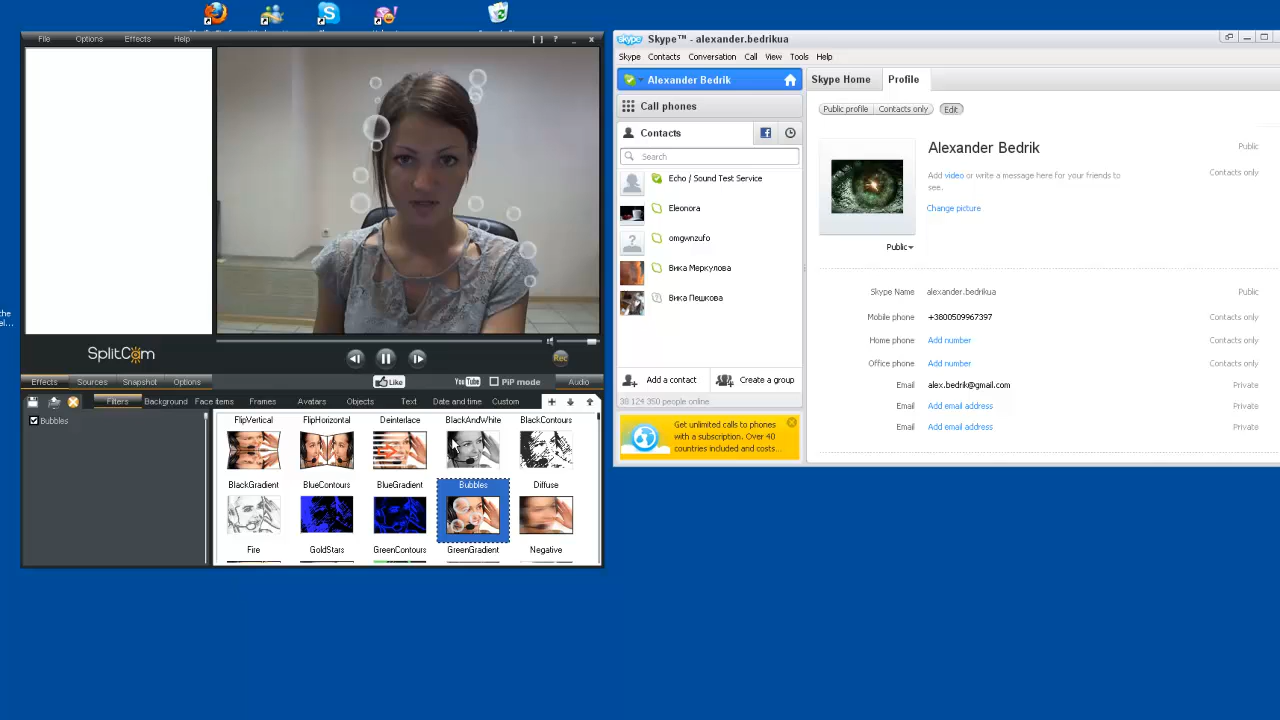 File Options Effects Help
SplitCam
Effects Sources Snapshot Options
Like
You Tube
PiP mode
Audio
Filters Background Face items Frames Avatars Objects Text Date and time Custom
Bubbles
FlipVertical FlipHorizontal Deinterlace BlackAndWhite BlackContours
BlackGradient BlueContours BlueGradient Bubbles Diffuse
Fire GoldStars GreenContours GreenGradient Negative
Rec
Skype™ - alexander.bedrikua
Skype Contacts Conversation Call View Tools Help
Alexander Bedrik
Call phones
Contacts
Search
Echo / Sound Test Service
Eleonora
omgwnzufo
Вика Меркулова
Вика Пешкова
Add a contact Create a group
38 124 350 people online
Get unlimited calls to phones
with a subscription. Over 40
countries included and costs...
Skype Home Profile
Public profile Contacts only Edit
Alexander Bedrik Public
Add video or write a message here for your friends to Contacts only
see.
Change picture
Public
Skype Name alexander.bedrikua Public
Mobile phone +3800509967397 Contacts only
Home phone Add number Contacts only
Office phone Add number Contacts only
Email alex.bedrik@gmail.com Private
Email Add email address Private
Email Add email address Private
the
el...